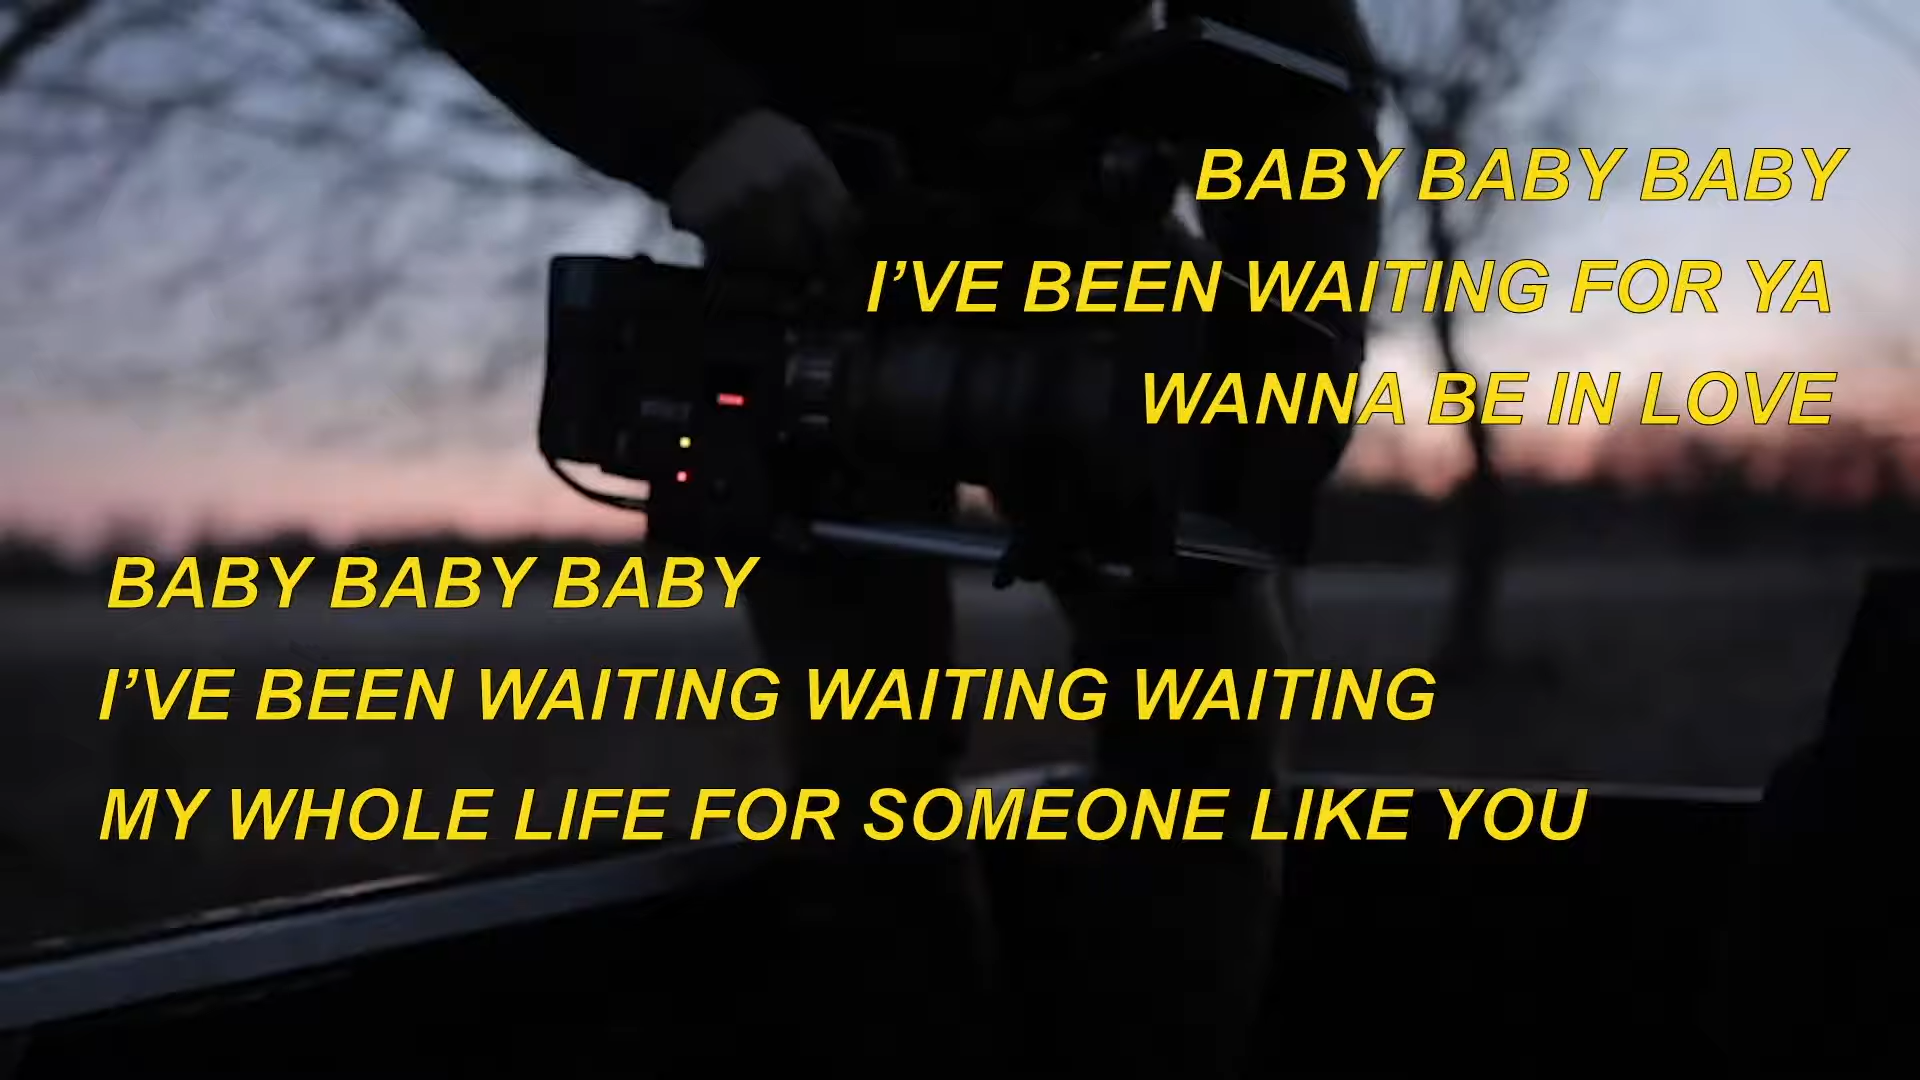 BABY BABY BABY
I’VE BEEN WAITING FOR YA
WANNA BE IN LOVE
BABY BABY BABY
I’VE BEEN WAITING WAITING WAITING
MY WHOLE LIFE FOR SOMEONE LIKE YOU